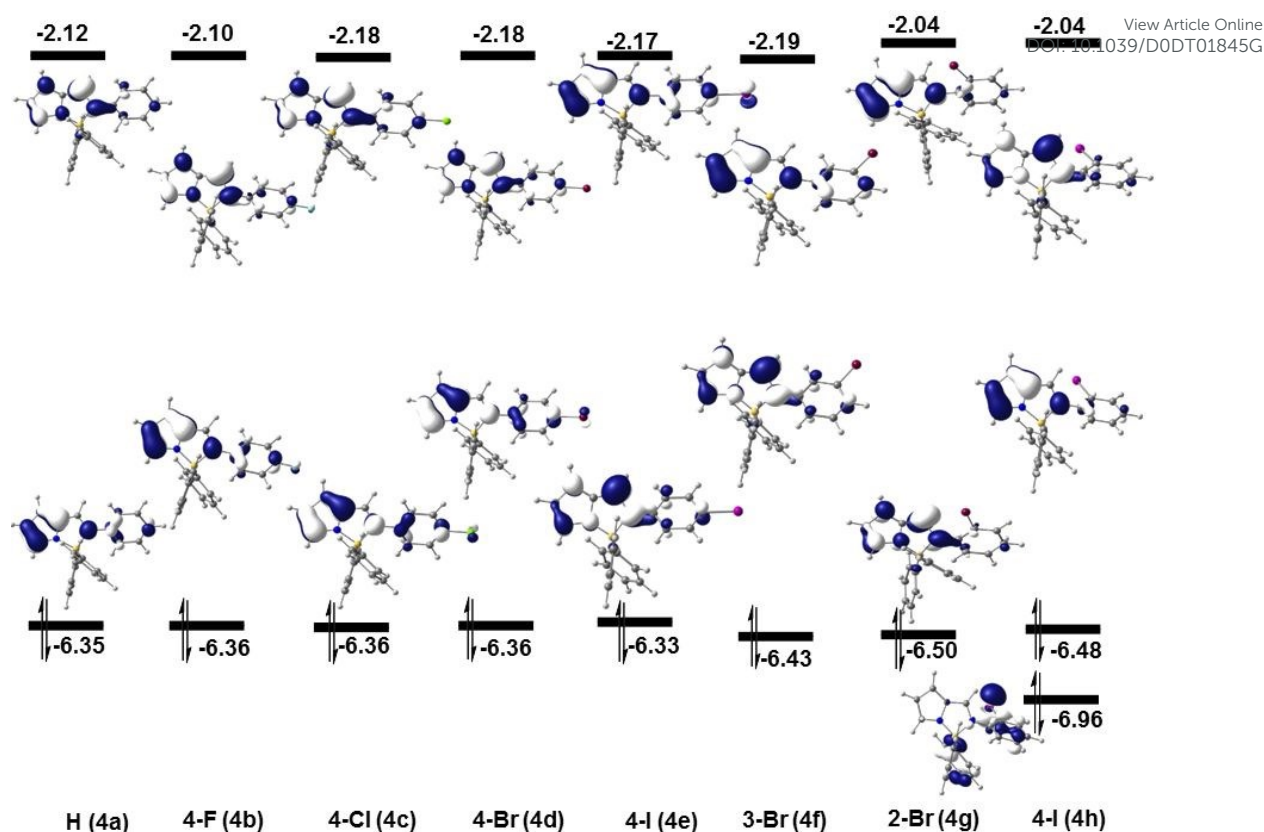 -2.12 -2.10 -2.18 -2.18 -2.17 -2.19 -2.04 -2.04
View Article Online
DOI: 10.1039/D0DT01845G
-6.35 -6.36 -6.36 -6.36 -6.33 -6.43 -6.50 -6.48
-6.96
H (4a) 4-F (4b) 4-Cl (4c) 4-Br (4d) 4-I (4e) 3-Br (4f) 2-Br (4g) 4-I (4h)